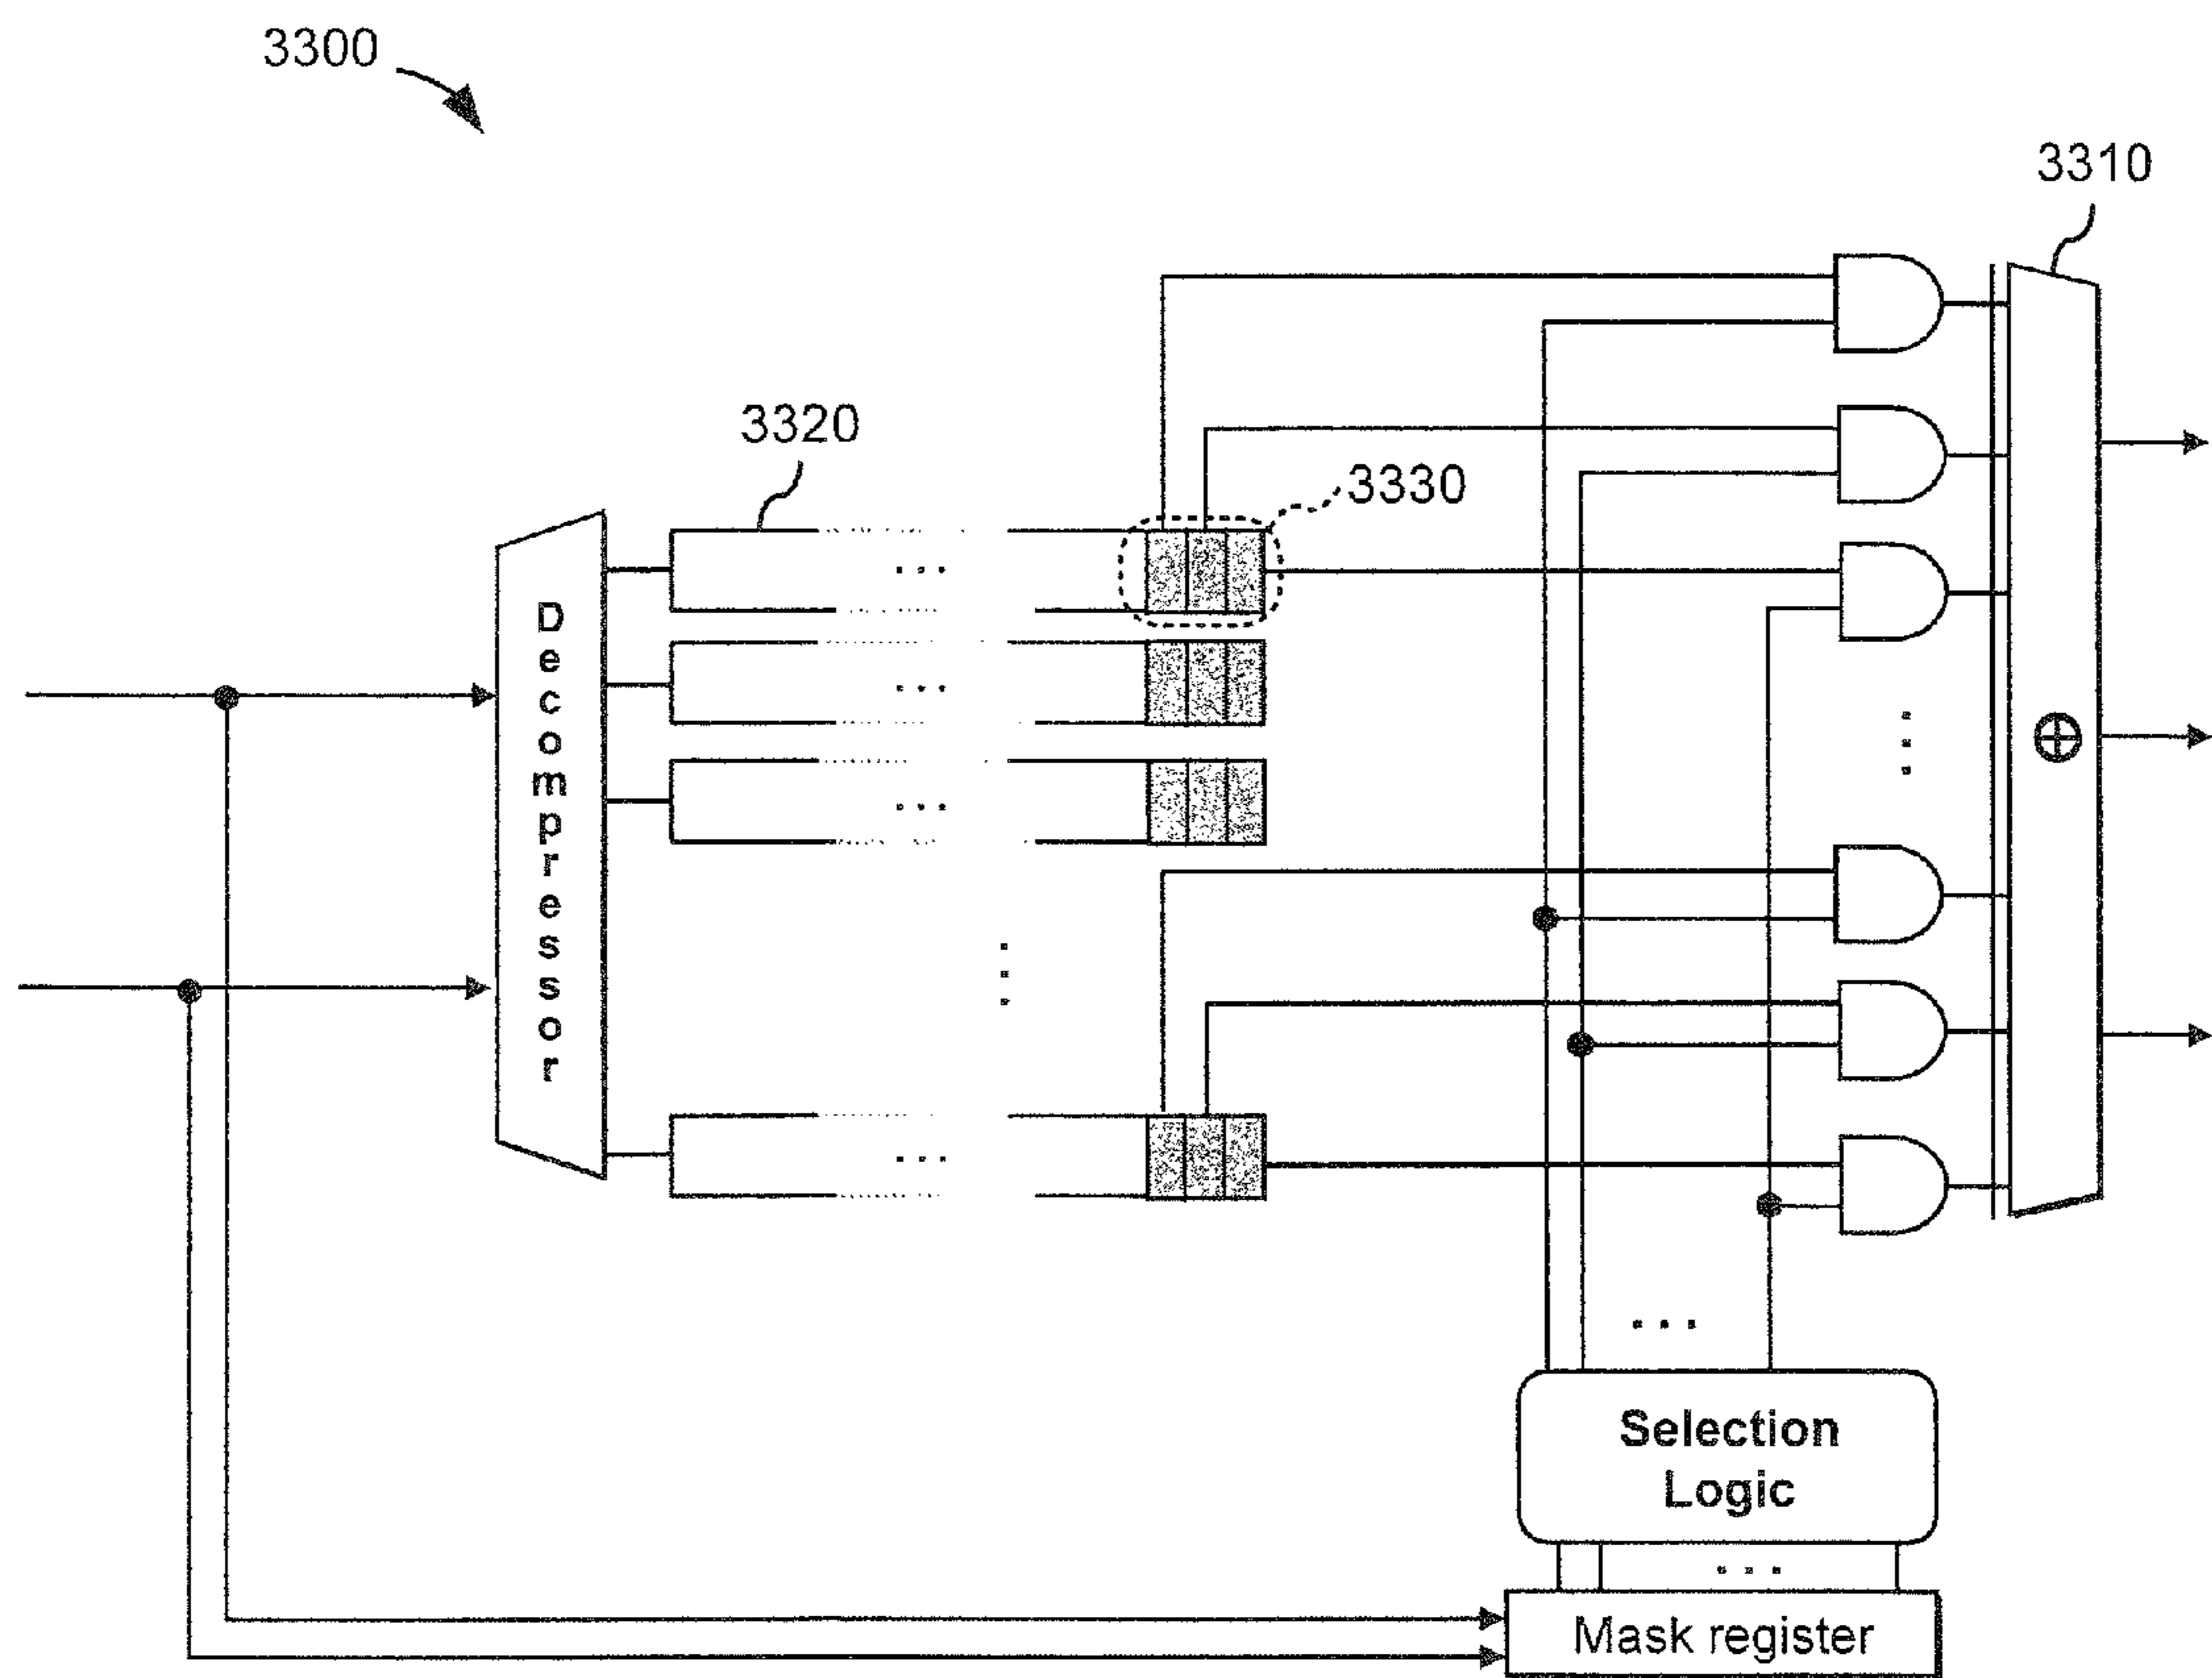 3300
3310
3320
3330
Decompressor
Selection
Logic
Mask register